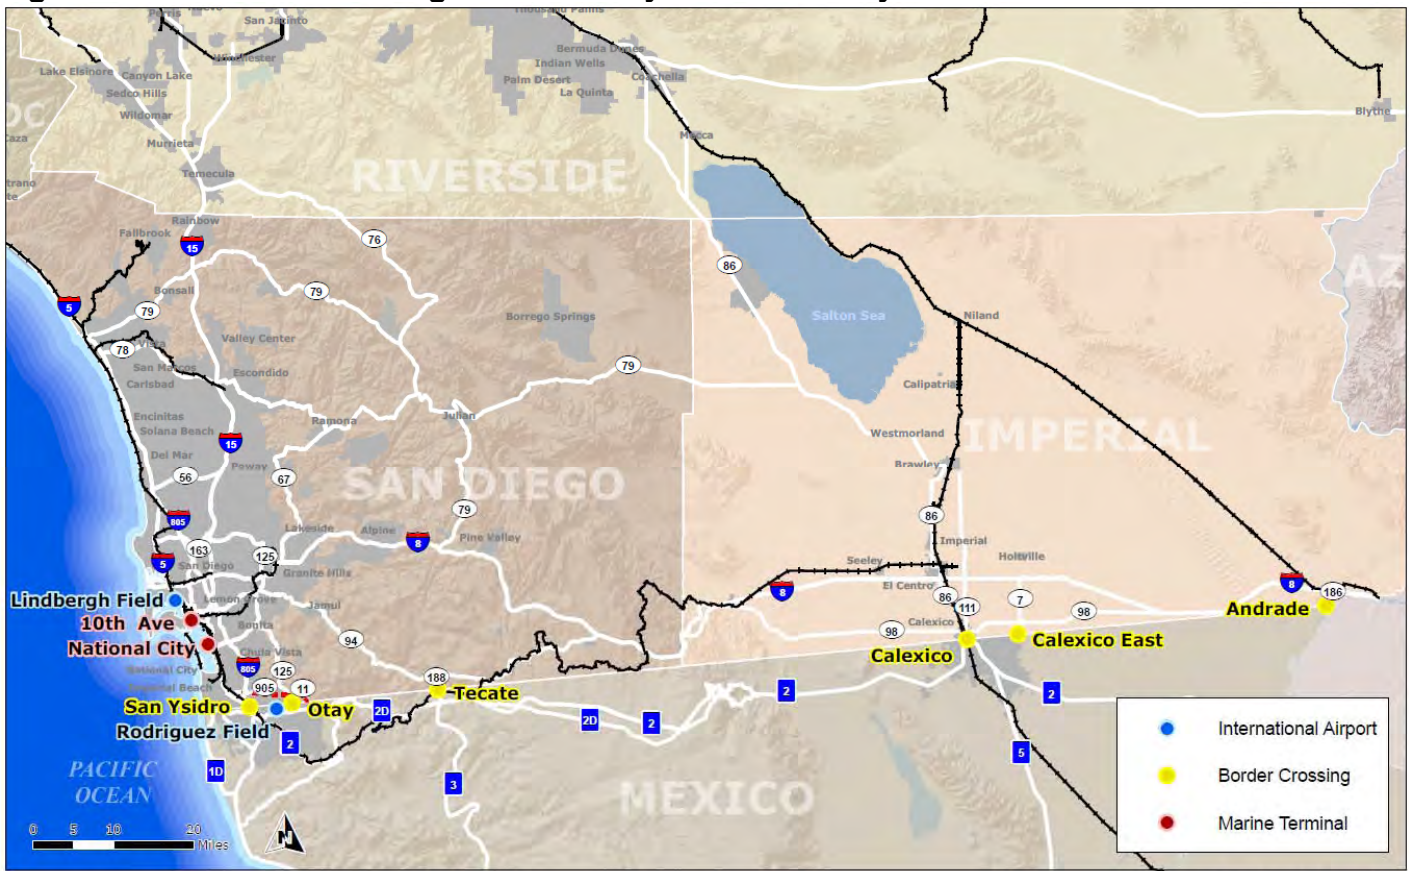 San Jacinto
Perris
Winchester
Lake Elsinore
Canyon Lake
Sedco Hills
Wildomar
Murrieta
Temecula
Thousand Palms
Bermuda Dunes
Indian Wells
Palm Desert
La Quinta
Coachella
Mecca
Blythe
OC
RIVERSIDE
AZ
Rainbow
Fallbrook
15
76
5
Bonsall
79
79
86
Borrego Springs
Salton Sea
Niland
Valley Center
Vista
78
San Marcos
Carlsbad
Escondido
79
Calipatria
Encinitas
Solana Beach
Ramona
Julian
15
Westmorland
IMPERIAL
Del Mar
Poway
56
67
SAN DIEGO
Brawley
79
86
805
Lakeside
Alpine
8
Pine Valley
163
125
5
San Diego
Granite Hills
Imperial
Seeley
Holtville
El Centro
8
8
186
Lindbergh Field
Lemon Grove
Jamul
86
111
7
98
Andrade
10th Ave
Bonita
94
98
Calexico
National City
Chula Vista
Calexico
Calexico East
National City
805
125
188
Imperial Beach
905
11
Tecate
San Ysidro
Otay
2D
2D
2
2
2
Rodriguez Field
2
1D
3
5
PACIFIC
OCEAN
MEXICO
N
0 5 10 20
Miles
International Airport
Border Crossing
Marine Terminal